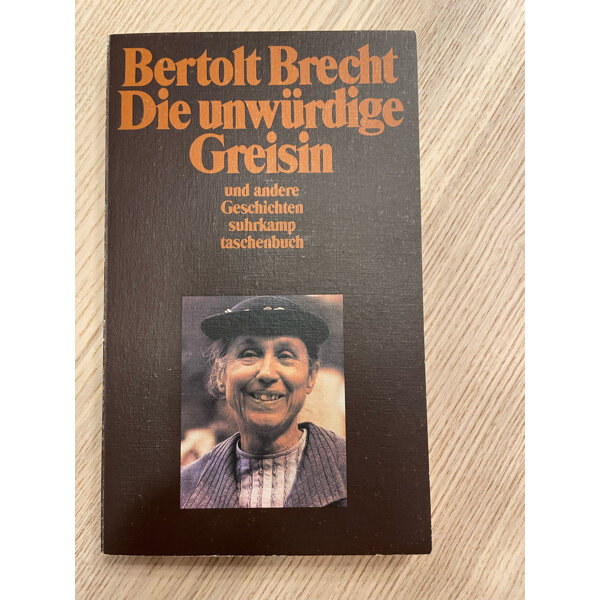 Bertolt Brecht
Die unwürdige
Greisin
und andere
Geschichten
suhrkamp
taschenbuch